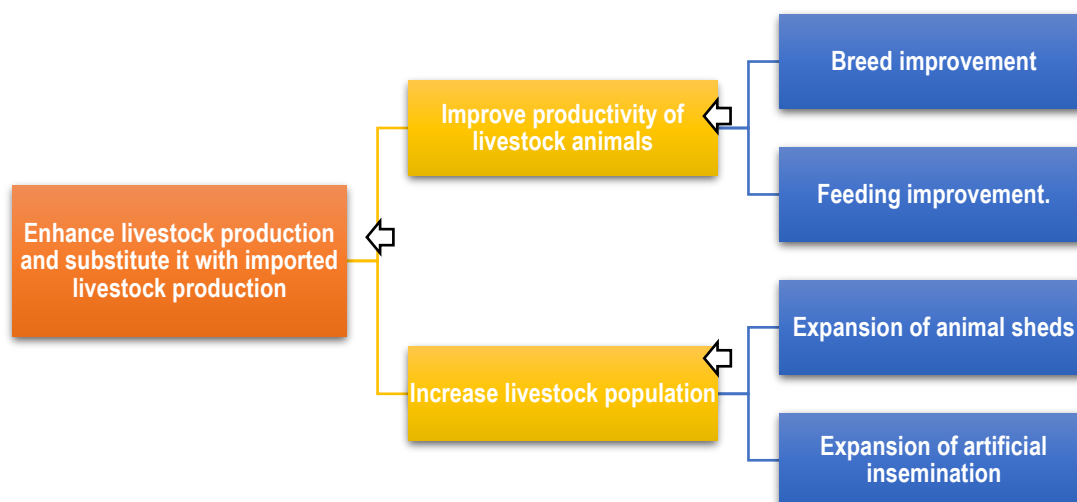 Enhance livestock production
and substitute it with imported
livestock production
Improve productivity of
livestock animals
Increase livestock population
Breed improvement
Feeding improvement.
Expansion of animal sheds
Expansion of artificial
insemination